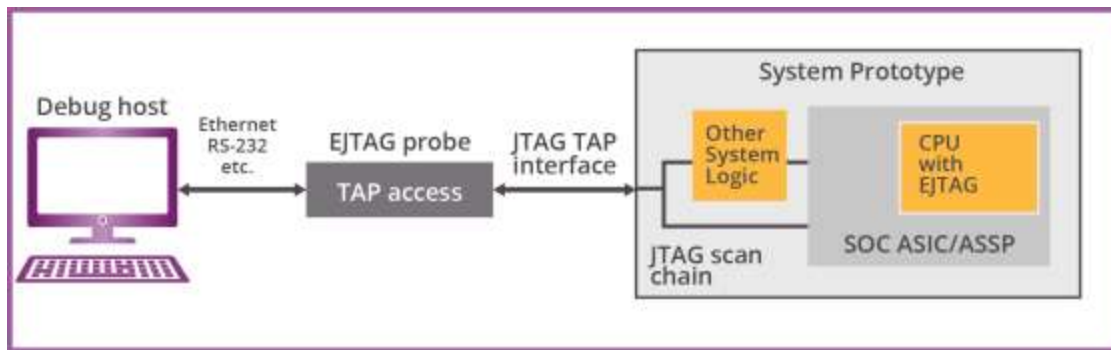 System Prototype
Debug host
Ethernet
RS-232
etc.
EJTAG probe
TAP access
JTAG TAP
interface
Other
System
Logic
CPU
with
EJTAG
SOC ASIC/ASSP
JTAG scan
chain